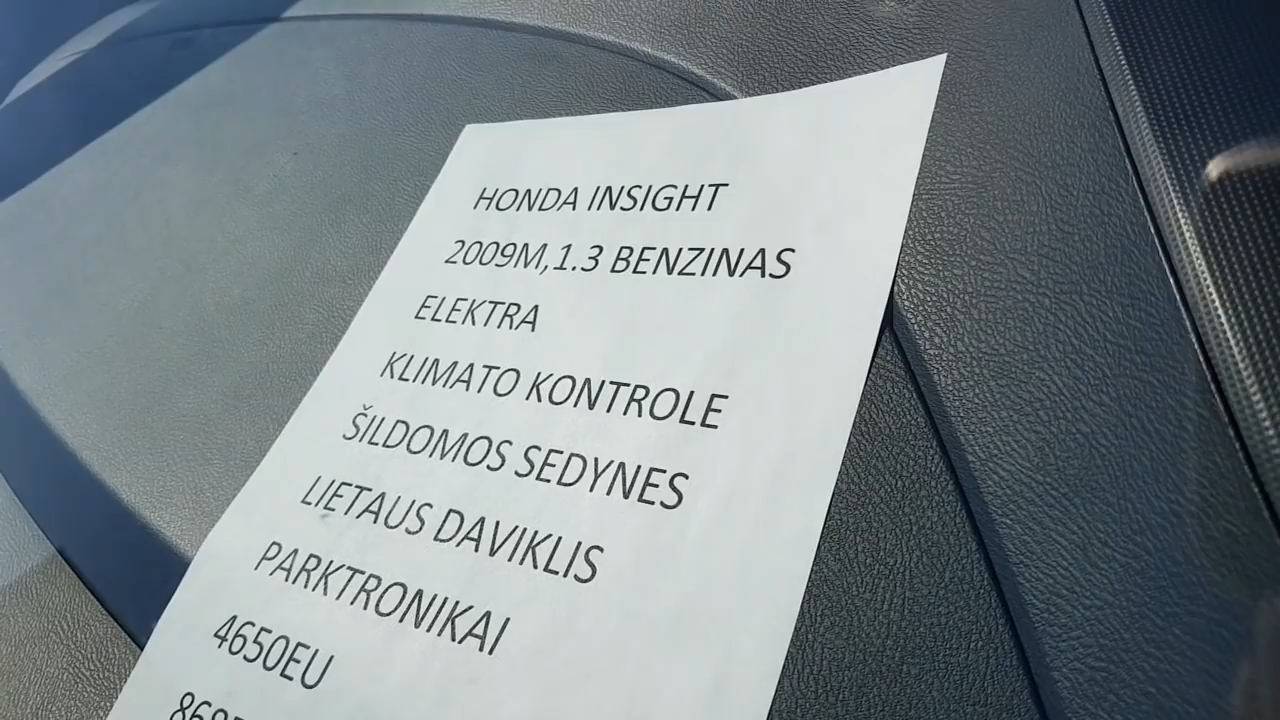 HONDA INSIGHT
2009M,1.3 BENZINAS
ELEKTRA
KLIMATO KONTROLE
ŠILDOMOS SEDYNES
LIETAUS DAVIKLIS
PARKTRONIKAI
4650EU